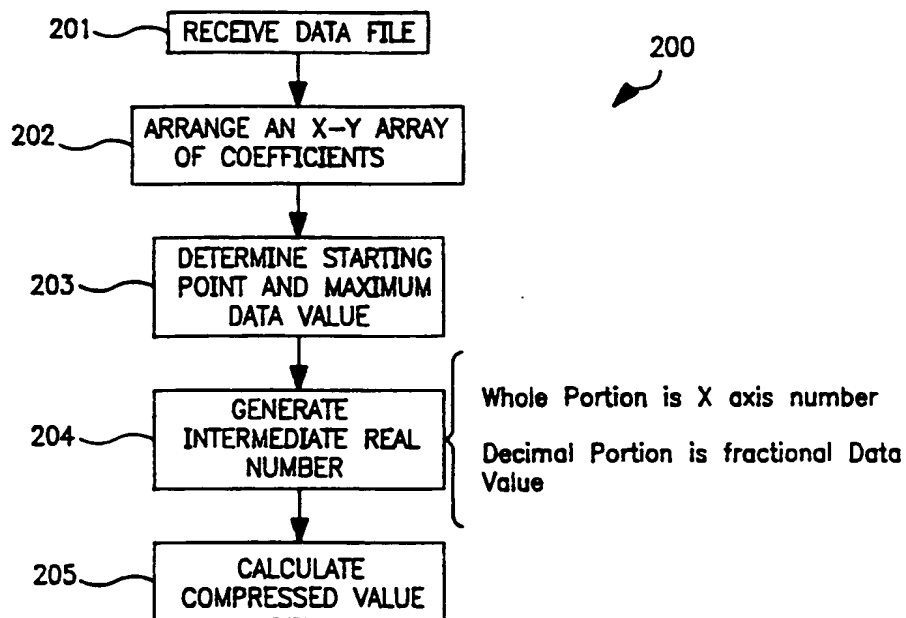 201
RECEIVE DATA FILE
200
202
ARRANGE AN X-Y ARRAY
OF COEFFICIENTS
203
DETERMINE STARTING
POINT AND MAXIMUM
DATA VALUE
204
GENERATE
INTERMEDIATE REAL
NUMBER
Whole Portion is X axis number
Decimal Portion is fractional Data
Value
205
CALCULATE
COMPRESSED VALUE